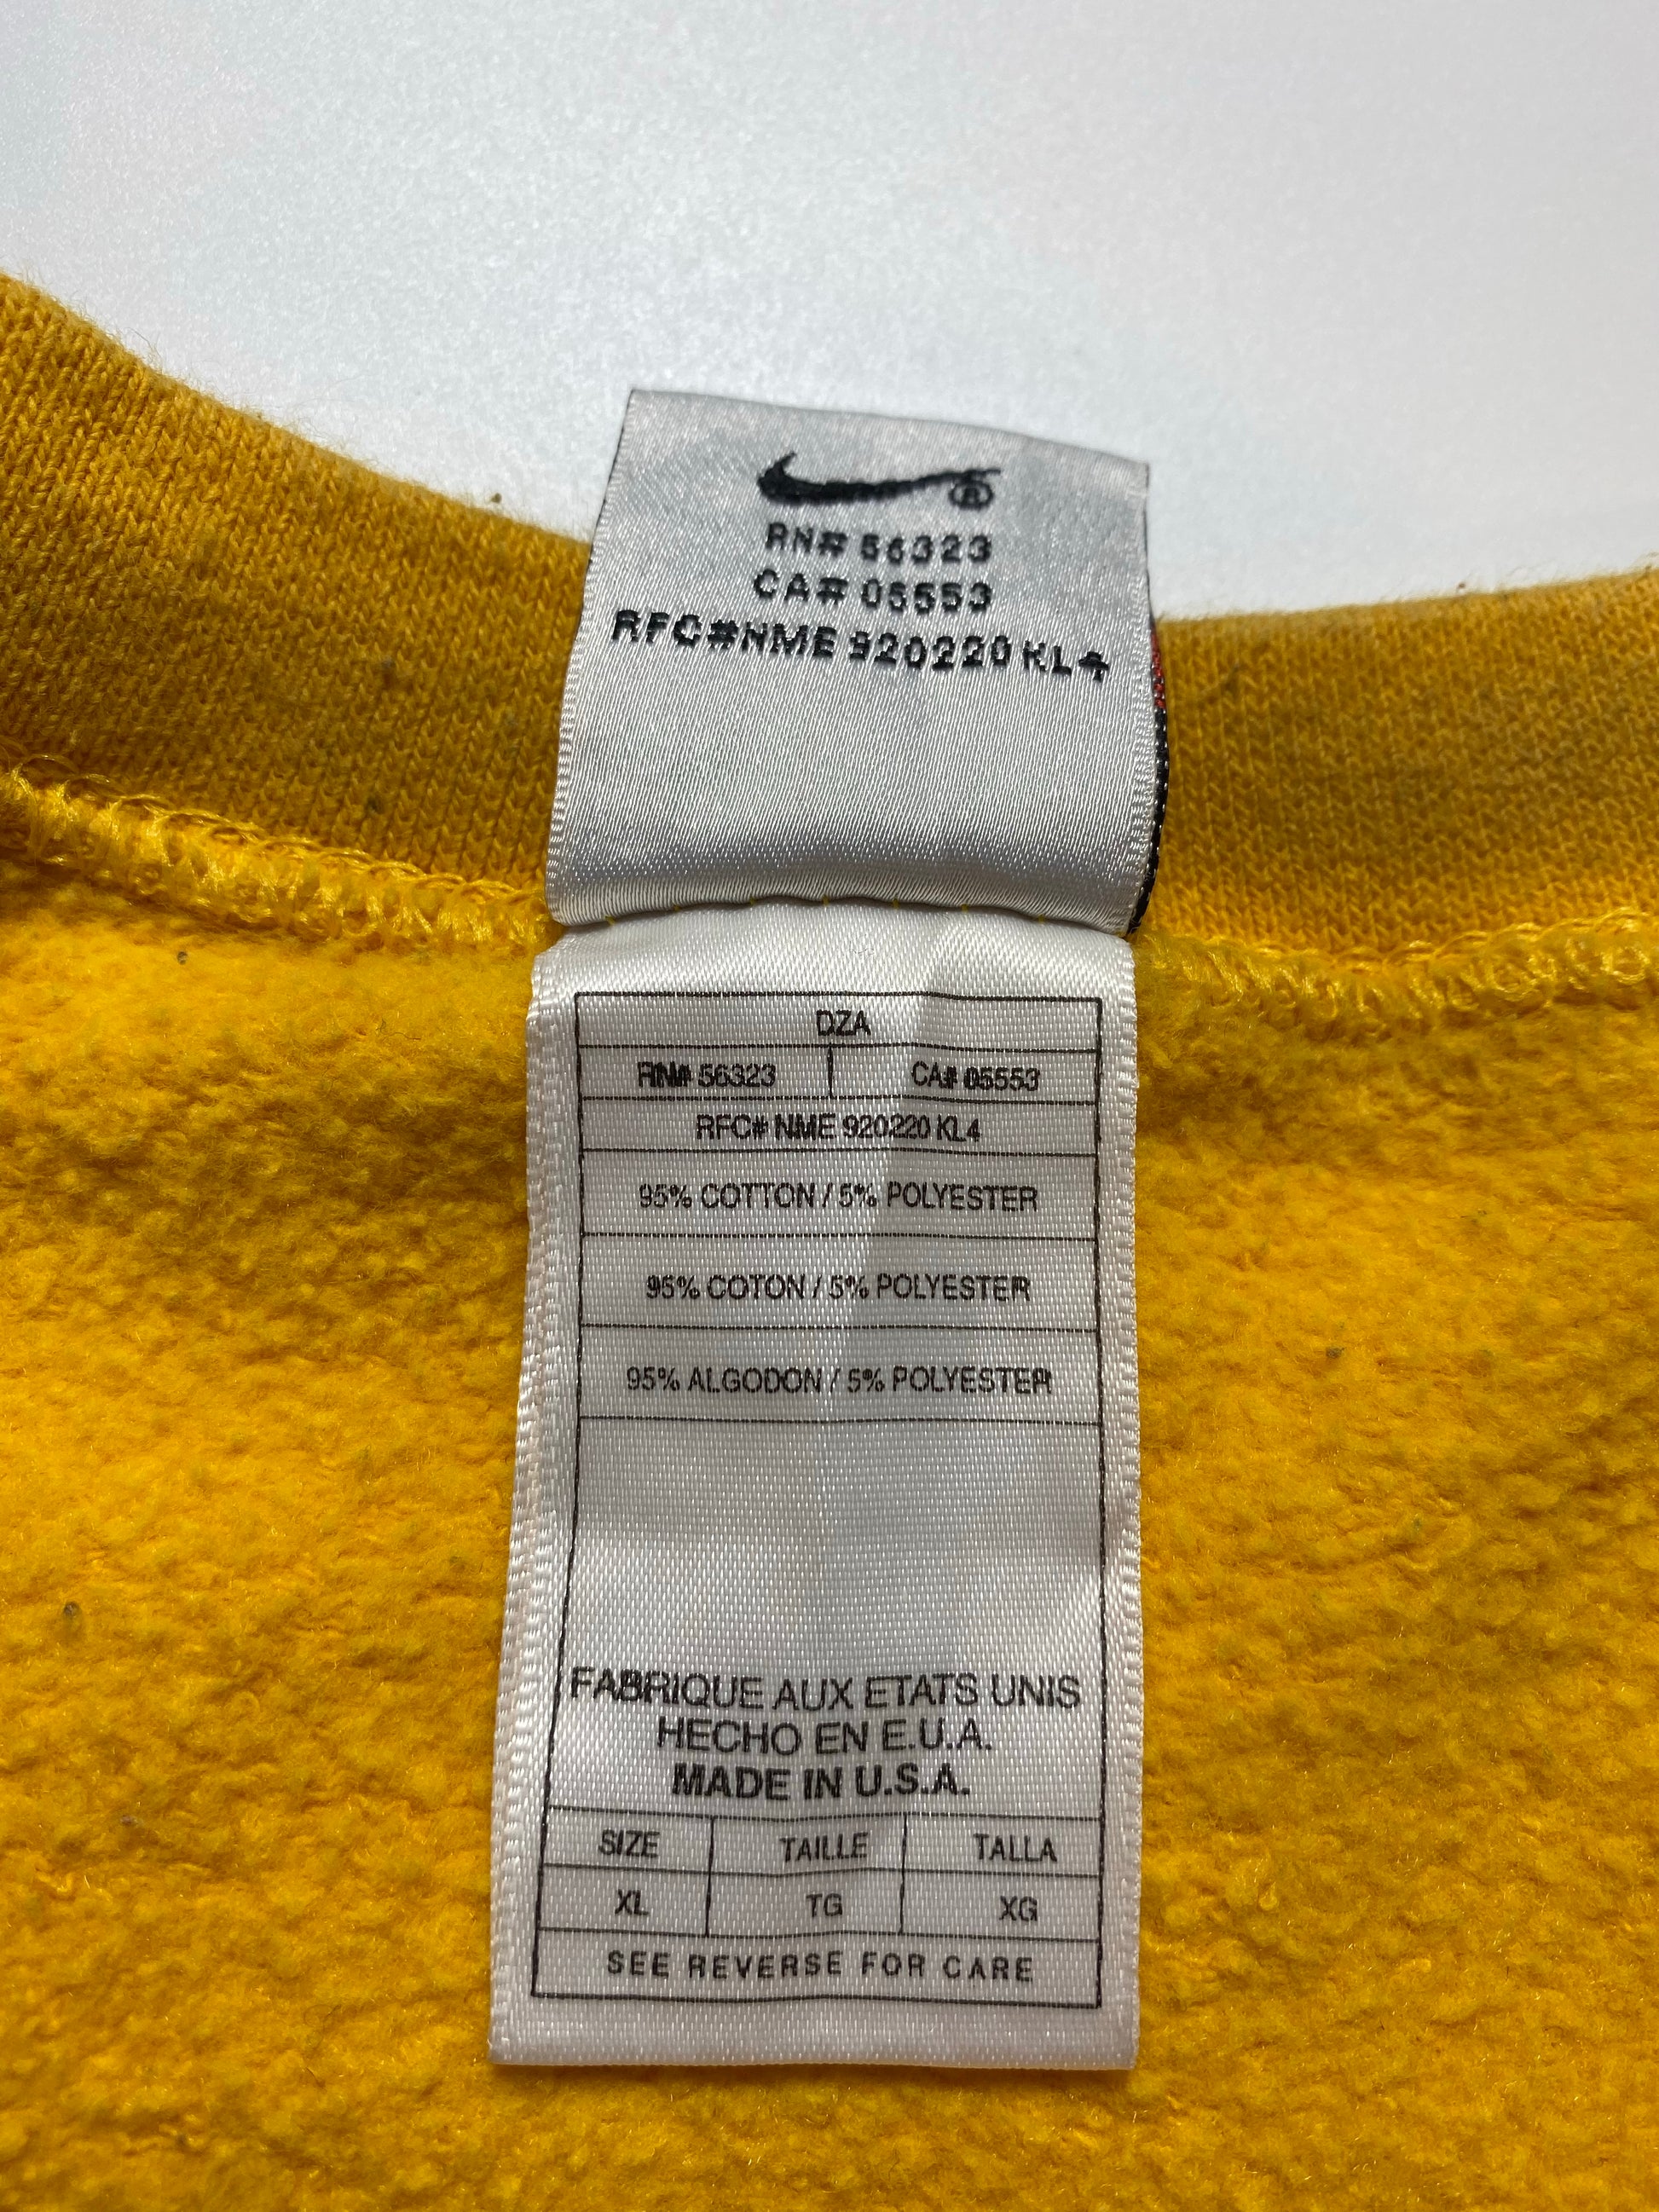 RN# 56323
CA# 05553
RFC#NME 920220 KL4
DZA
RN# 56323 CA# 05553
RFC# NME 920220 KL4
95% COTTON / 5% POLYESTER
95% COTON / 5% POLYESTER
95% ALGODON / 5% POLYESTER
FABRIQUE AUX ETATS UNIS
HECHO EN E.U.A.
MADE IN U.S.A.
SIZE TAILLE TALLA
XL TG XG
SEE REVERSE FOR CARE